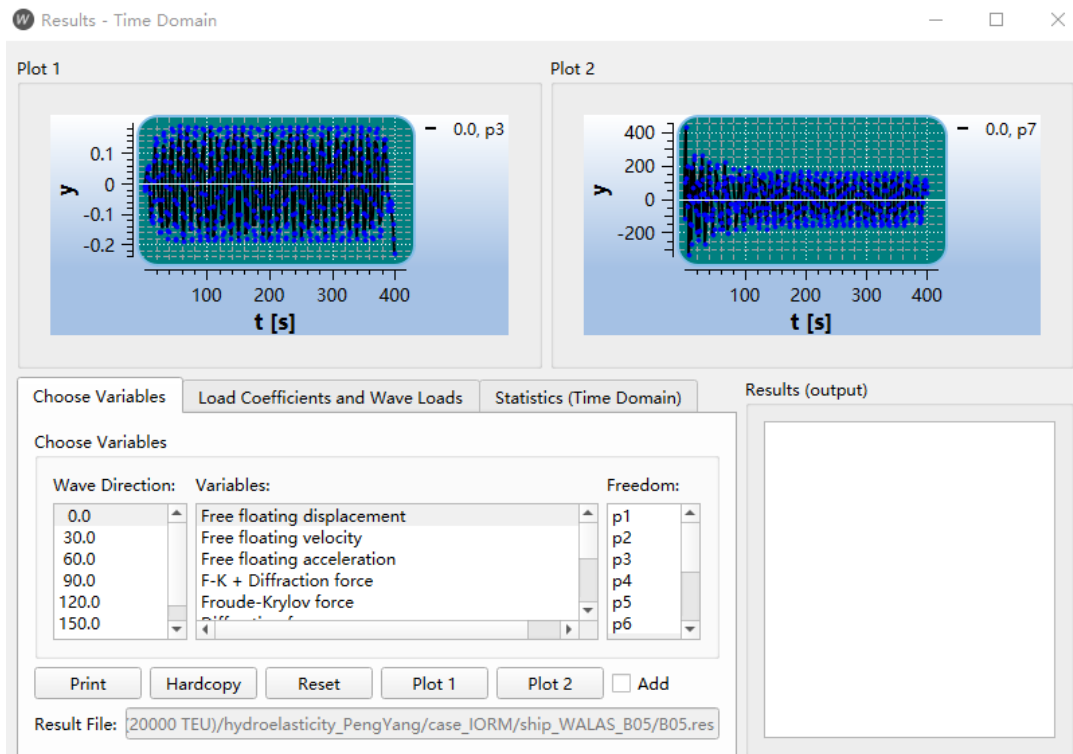 W Results - Time Domain
Plot 1
Plot 2
0.0, p3
0.1
0
-0.1
-0.2
y
100 200 300 400
t [s]
0.0, p7
400
200
0
-200
y
100 200 300 400
t [s]
Choose Variables
Load Coefficients and Wave Loads
Statistics (Time Domain)
Results (output)
Choose Variables
Wave Direction:
0.0
30.0
60.0
90.0
120.0
150.0
Variables:
Free floating displacement
Free floating velocity
Free floating acceleration
F-K + Diffraction force
Froude-Krylov force
Freedom:
p1
p2
p3
p4
p5
p6
Print
Hardcopy
Reset
Plot 1
Plot 2
Add
Result File: (20000 TEU)/hydroelasticity_PengYang/case_IORM/ship_WALAS_B05/B05.res